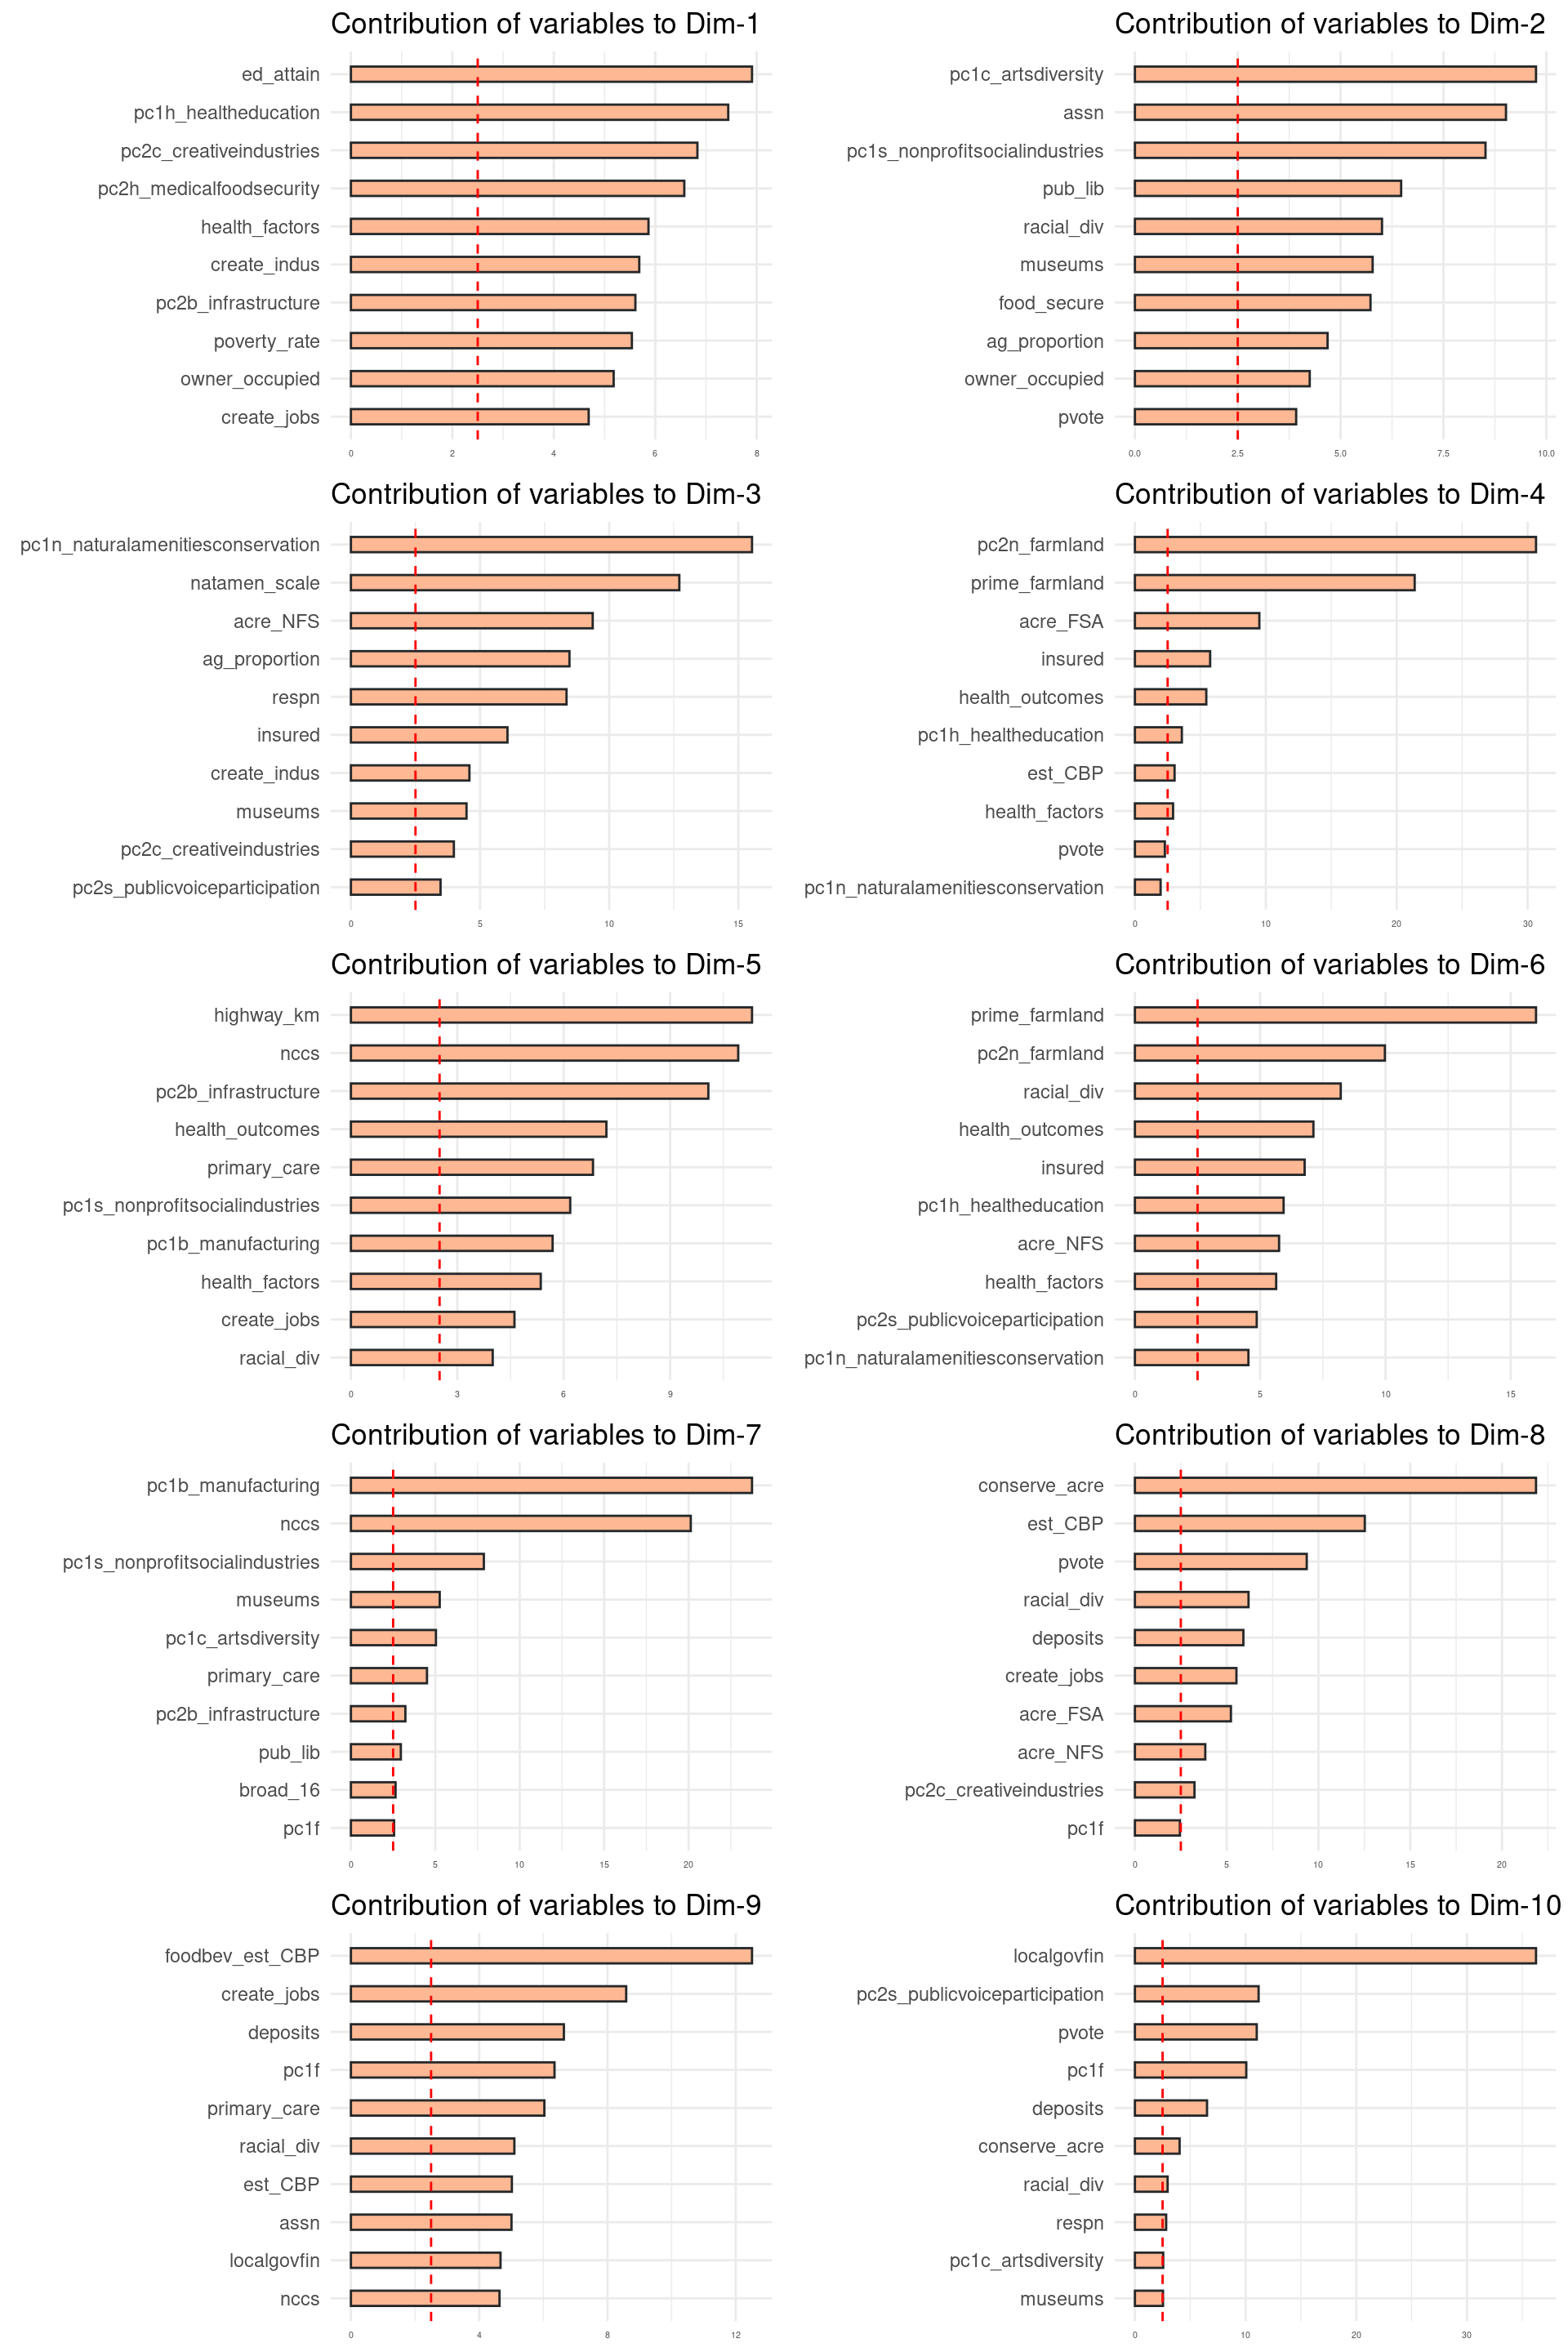 Contribution of variables to Dim-1
ed_attain
pc1h_healtheducation
pc2c_creativeindustries
pc2h_medicalfoodsecurity
health_factors
create_indus
pc2b_infrastructure
poverty_rate
owner_occupied
create_jobs
0 2 4 6 8
Contribution of variables to Dim-2
pc1c_artsdiversity
assn
pc1s_nonprofitsocialindustries
pub_lib
racial_div
museums
food_secure
ag_proportion
owner_occupied
pvote
0.0 2.5 5.0 7.5 10.0
Contribution of variables to Dim-3
pc1n_naturalamenitiesconservation
natamen_scale
acre_NFS
ag_proportion
respn
insured
create_indus
museums
pc2c_creativeindustries
pc2s_publicvoiceparticipation
0 5 10 15
Contribution of variables to Dim-4
pc2n_farmland
prime_farmland
acre_FSA
insured
health_outcomes
pc1h_healtheducation
est_CBP
health_factors
pvote
pc1n_naturalamenitiesconservation
0 10 20 30
Contribution of variables to Dim-5
highway_km
nccs
pc2b_infrastructure
health_outcomes
primary_care
pc1s_nonprofitsocialindustries
pc1b_manufacturing
health_factors
create_jobs
racial_div
0 3 6 9
Contribution of variables to Dim-6
prime_farmland
pc2n_farmland
racial_div
health_outcomes
insured
pc1h_healtheducation
acre_NFS
health_factors
pc2s_publicvoiceparticipation
pc1n_naturalamenitiesconservation
0 5 10 15
Contribution of variables to Dim-7
pc1b_manufacturing
nccs
pc1s_nonprofitsocialindustries
museums
pc1c_artsdiversity
primary_care
pc2b_infrastructure
pub_lib
broad_16
pc1f
0 5 10 15 20
Contribution of variables to Dim-8
conserve_acre
est_CBP
pvote
racial_div
deposits
create_jobs
acre_FSA
acre_NFS
pc2c_creativeindustries
pc1f
0 5 10 15 20
Contribution of variables to Dim-9
foodbev_est_CBP
create_jobs
deposits
pc1f
primary_care
racial_div
est_CBP
assn
localgovfin
nccs
0 4 8 12
Contribution of variables to Dim-10
localgovfin
pc2s_publicvoiceparticipation
pvote
pc1f
deposits
conserve_acre
racial_div
respn
pc1c_artsdiversity
museums
0 10 20 30